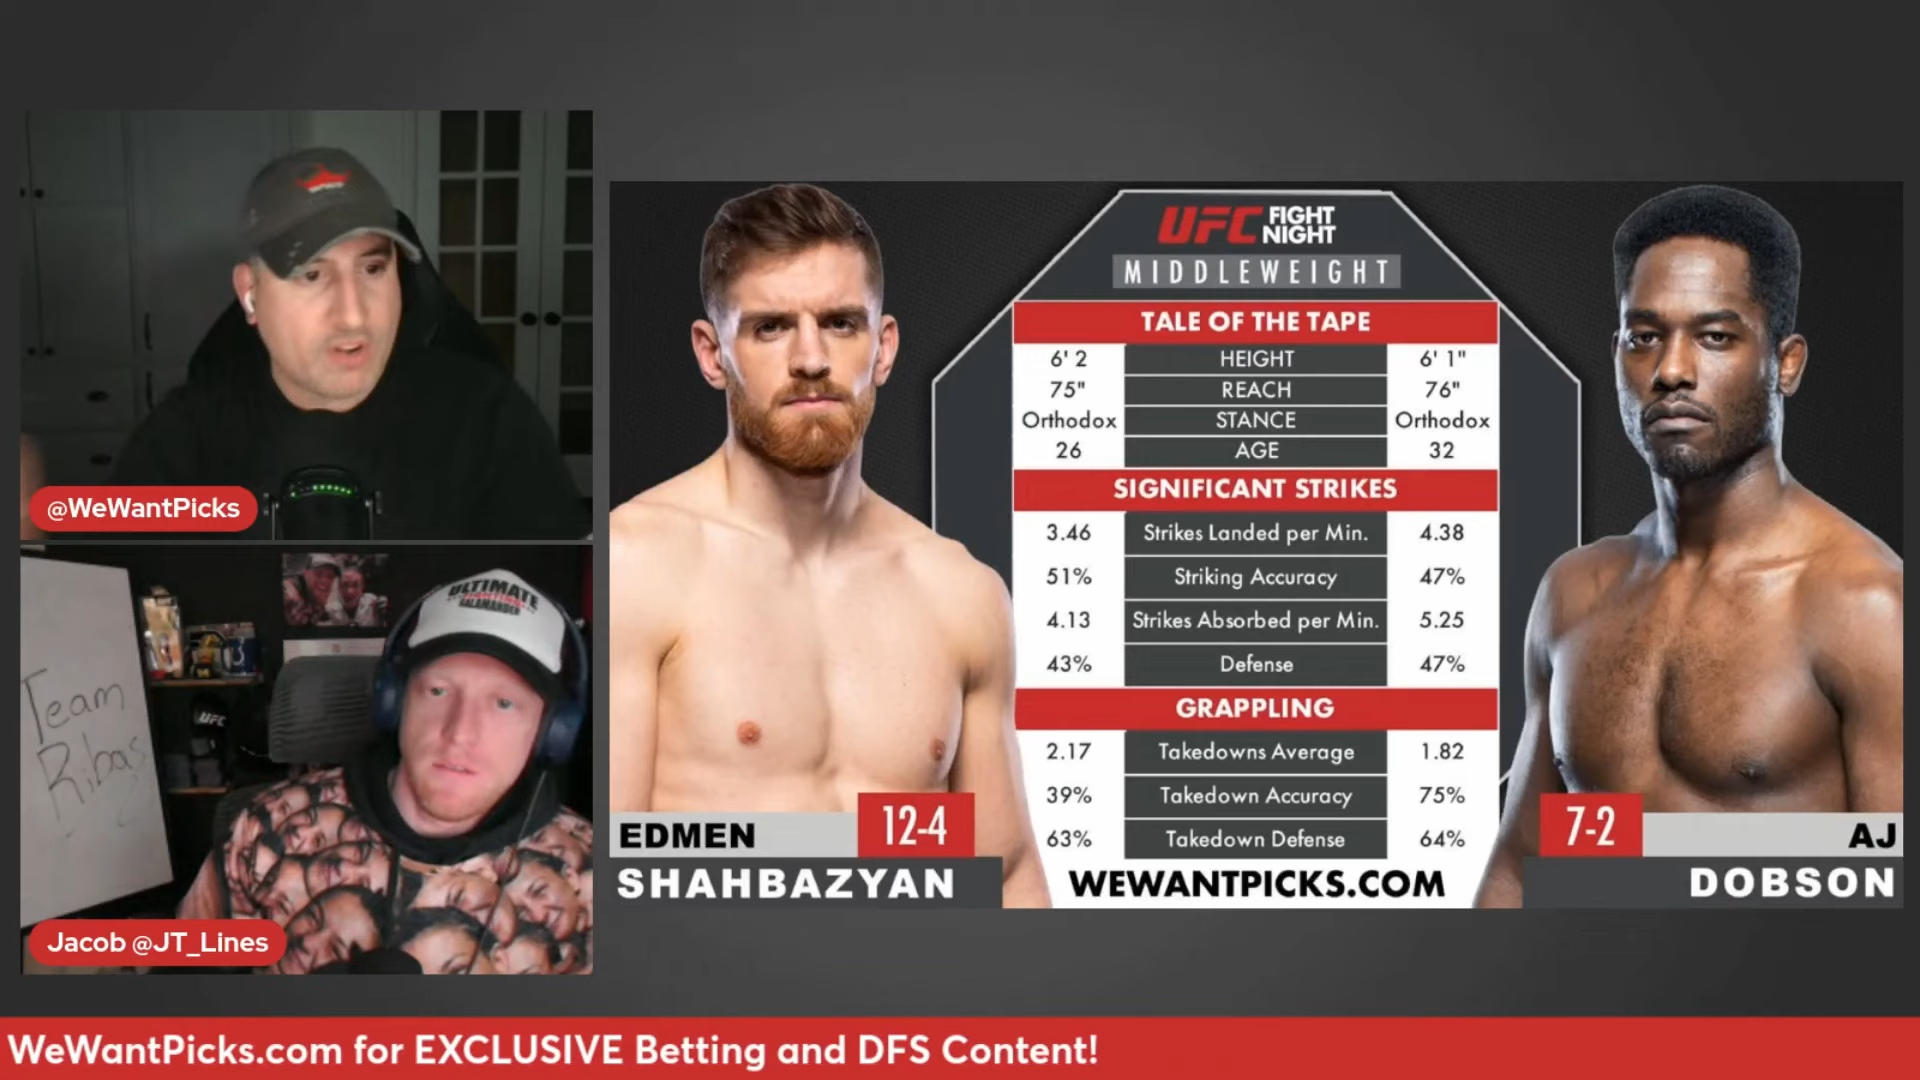 @WeWantPicks
ULTIMATE
FIGHTING
SALAMANDER
UFC
Team
Ribas
Jacob @JT_Lines
UFC FIGHT NIGHT
MIDDLEWEIGHT
TALE OF THE TAPE
6' 2 HEIGHT 6' 1"
75" REACH 76"
Orthodox STANCE Orthodox
26 AGE 32
SIGNIFICANT STRIKES
3.46 Strikes Landed per Min. 4.38
51% Striking Accuracy 47%
4.13 Strikes Absorbed per Min. 5.25
43% Defense 47%
GRAPPLING
2.17 Takedowns Average 1.82
39% Takedown Accuracy 75%
63% Takedown Defense 64%
WEWANTPICKS.COM
EDMEN 12-4
SHAHBAZYAN
7-2 AJ
DOBSON
WeWantPicks.com for EXCLUSIVE Betting and DFS Content!